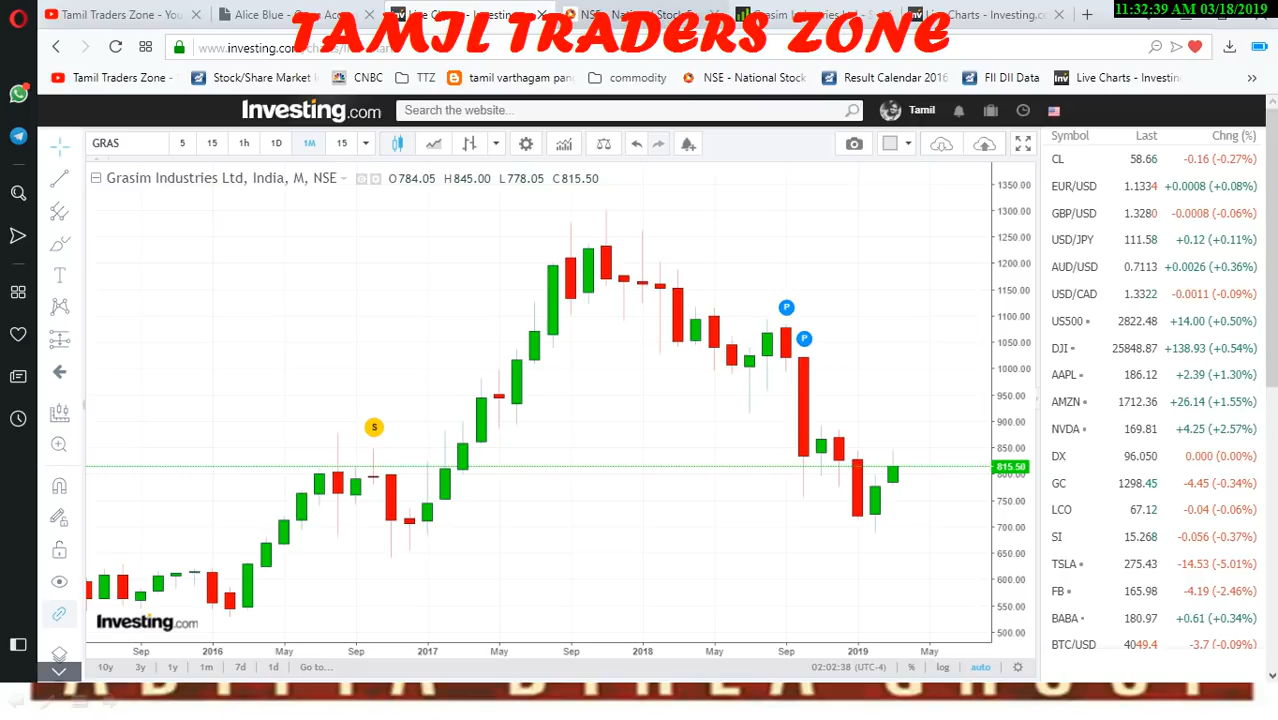 11:32:39 AM 03/18/2019
Tamil Traders Zone - You
Alice Blue -
Live Charts - Investing.com
TAMIL TRADERS ZONE
www.investing.com
Tamil Traders Zone -
Stock/Share Market
CNBC
TTZ
tamil varthagam pan
commodity
NSE - National Stock
Result Calendar 2016
FII DII Data
Live Charts - Investin
Investing.com
Search the website...
Tamil
GRAS
5
15
1h
1D
1M
15
Grasim Industries Ltd, India, M, NSE
O784.05 H845.00 L778.05 C815.50
1350.00
1300.00
1250.00
1200.00
1150.00
1100.00
1050.00
1000.00
950.00
900.00
850.00
815.50
800.00
750.00
700.00
650.00
600.00
550.00
500.00
P
P
S
Investing.com
Sep
2016
May
Sep
2017
May
Sep
2018
May
Sep
2019
May
10y
3y
1y
1m
7d
1d
Go to...
02:02:38 (UTC-4)
%
log
auto
Symbol Last Chng (%)
CL 58.66 -0.16 (-0.27%)
EUR/USD 1.1334 +0.0008 (+0.08%)
GBP/USD 1.3280 -0.0008 (-0.06%)
USD/JPY 111.58 +0.12 (+0.11%)
AUD/USD 0.7113 +0.0026 (+0.36%)
USD/CAD 1.3322 -0.0011 (-0.09%)
US500 2822.48 +14.00 (+0.50%)
DJI 25848.87 +138.93 (+0.54%)
AAPL 186.12 +2.39 (+1.30%)
AMZN 1712.36 +26.14 (+1.55%)
NVDA 169.81 +4.25 (+2.57%)
DX 96.050 0.000 (0.00%)
GC 1298.45 -4.45 (-0.34%)
LCO 67.12 -0.04 (-0.06%)
SI 15.268 -0.056 (-0.37%)
TSLA 275.43 -14.53 (-5.01%)
FB 165.98 -4.19 (-2.46%)
BABA 180.97 +0.61 (+0.34%)
BTC/USD 4049.4 -3.7 (-0.09%)